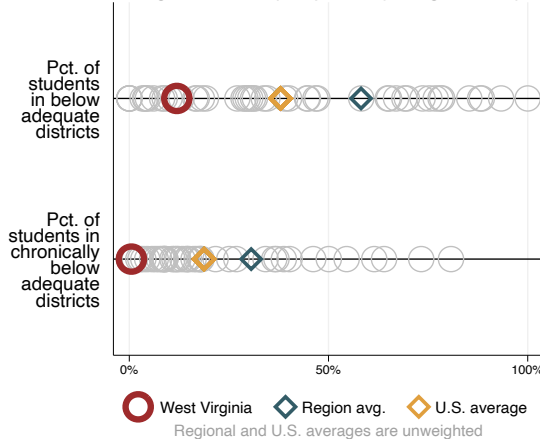 Pct. of
students
in below
adequate
districts
Pct. of
students in
chronically
below
adequate
districts
0%
50%
100%
West Virginia
Region avg.
U.S. average
Regional and U.S. averages are unweighted